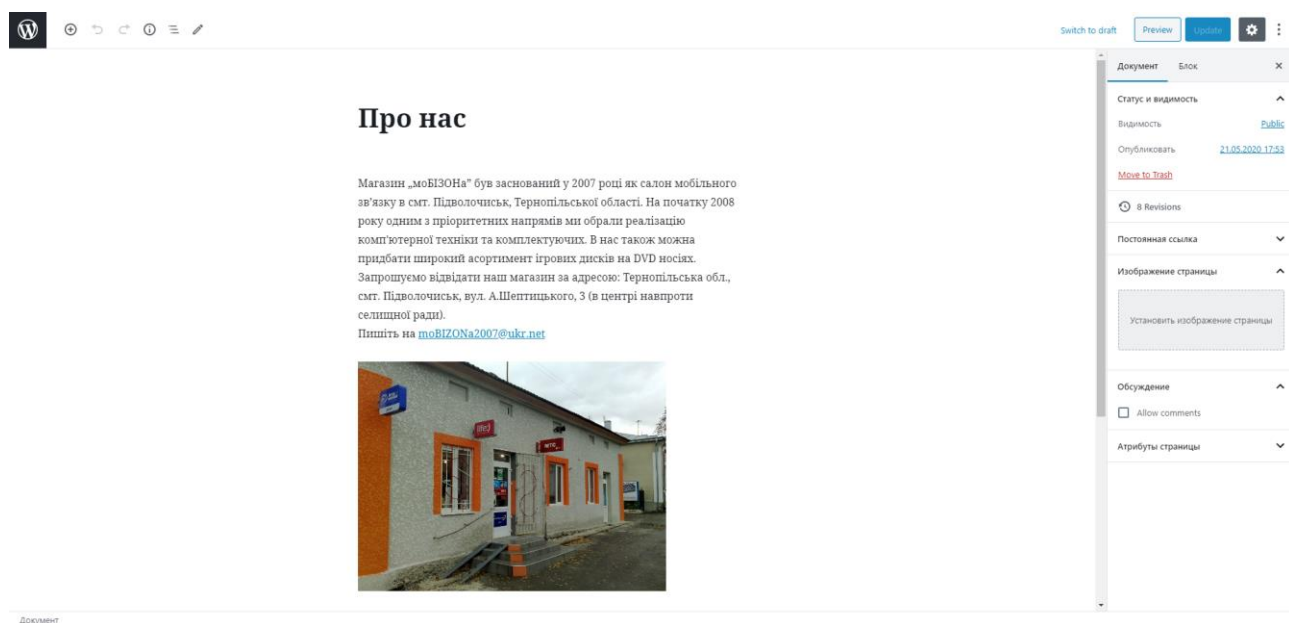 Switch to draft
Preview
Update
Документ
Блок
Статус и видимость
Видимость
Public
Опубликовать
21.05.2020 17:53
Move to Trash
8 Revisions
Постоянная ссылка
Изображение страницы
Установить изображение страницы
Обсуждение
Allow comments
Атрибуты страницы
Про нас
Магазин „моБІЗОНа" був заснований у 2007 році як салон мобільного
зв'язку в смт. Підволочиськ, Тернопільської області. На початку 2008
року одним з пріоритетних напрямів ми обрали реалізацію
комп'ютерної техніки та комплектуючих. В нас також можна
придбати широкий асортимент ігрових дисків на DVD носіях.
Запрошуємо відвідати наш магазин за адресою: Тернопільська обл.,
смт. Підволочиськ, вул. А.Шептицького, 3 (в центрі навпроти
селищної ради).
Пишіть на moBIZONa2007@ukr.net
life:)
МТС
Документ